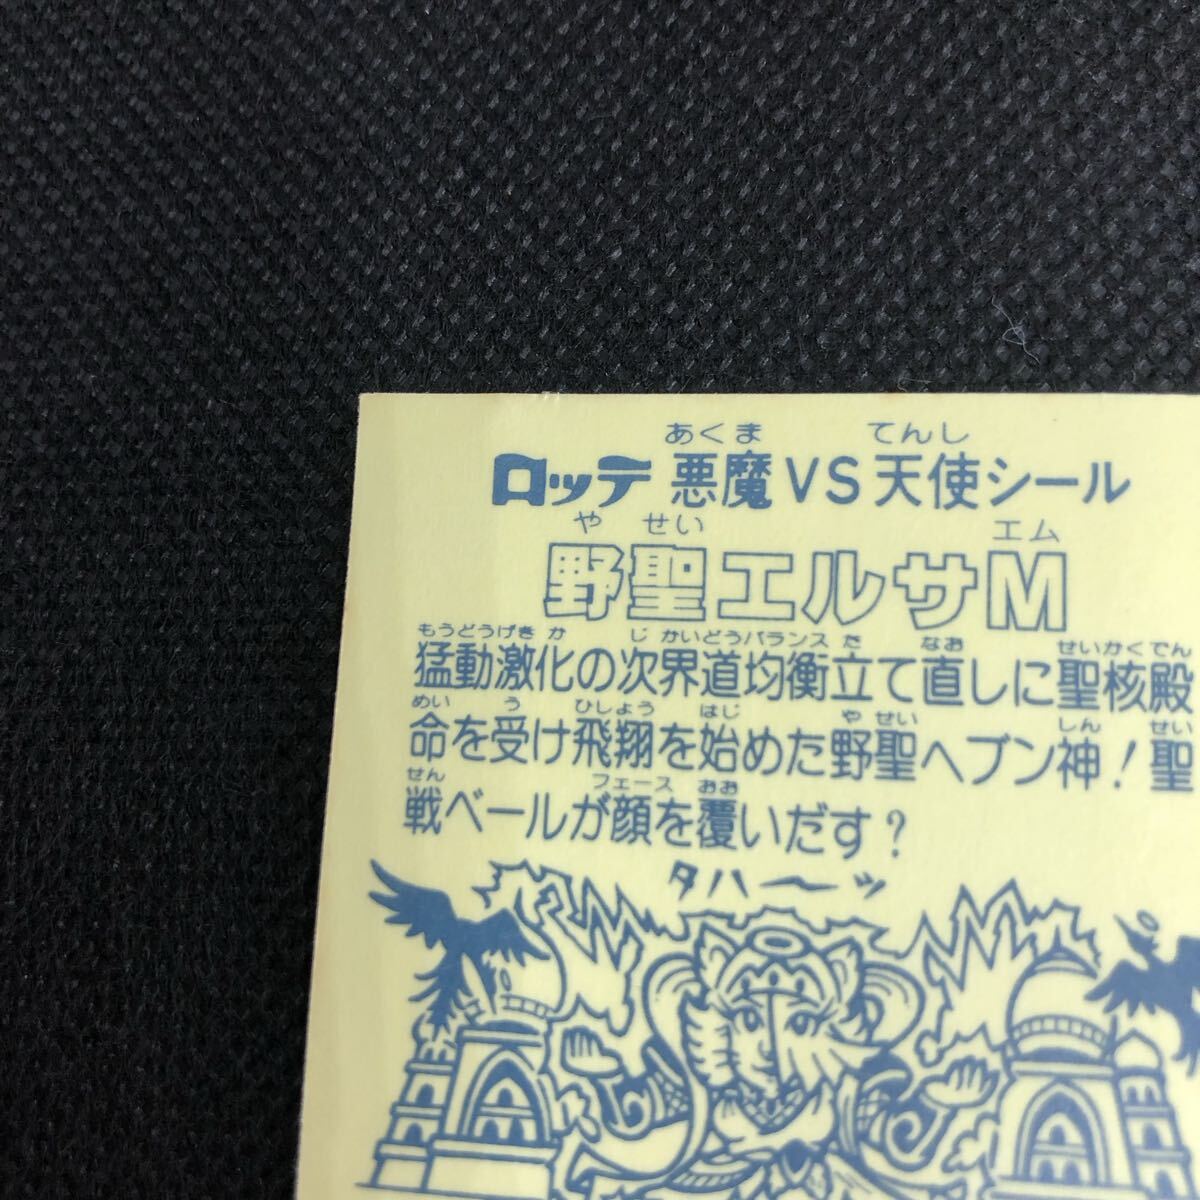 あくま てんし
ロッテ 悪魔VS天使シール
や せい エム
野聖エルサM
もうどうげき か じ かいどうバランス た なお せいかくでん
猛動激化の次界道均衡立て直しに聖核殿
めい う ひしょう はじ や せい しん せい
命を受け飛翔を始めた野聖ヘブン神!聖
せん フェース おお
戦ベールが顔を覆いだす?
タハーッ